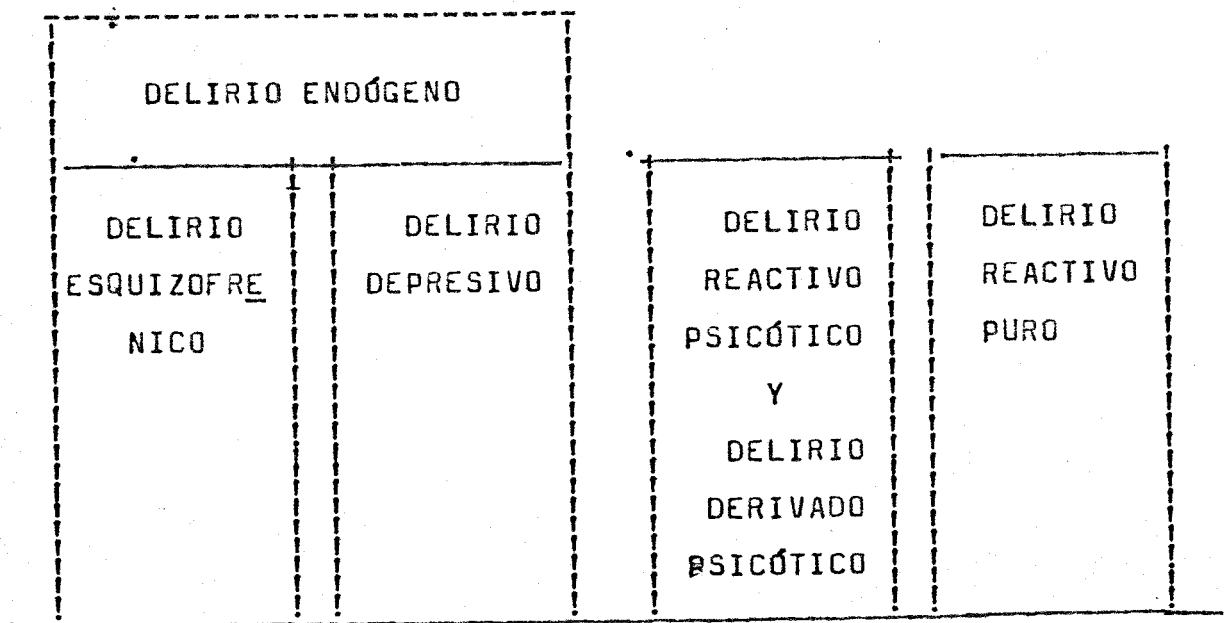 DELIRIO ENDÓGENO
DELIRIO
ESQUIZOFRE
NICO
DELIRIO
DEPRESIVO
DELIRIO
REACTIVO
PSICÓTICO
Y
DELIRIO
DERIVADO
PSICÓTICO
DELIRIO
REACTIVO
PURO